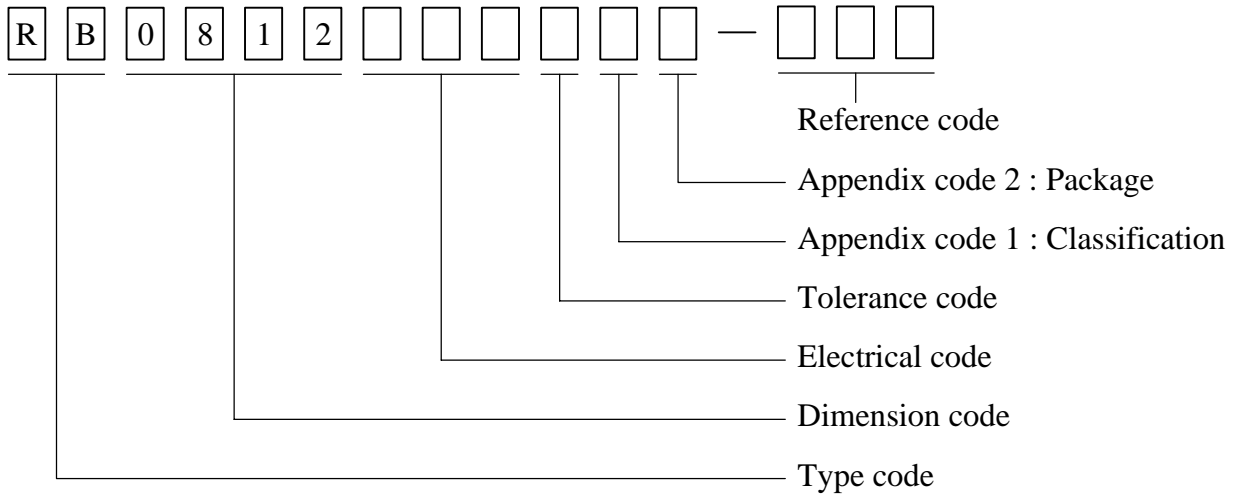 R B 0 8 1 2 —
Reference code
Appendix code 2 : Package
Appendix code 1 : Classification
Tolerance code
Electrical code
Dimension code
Type code